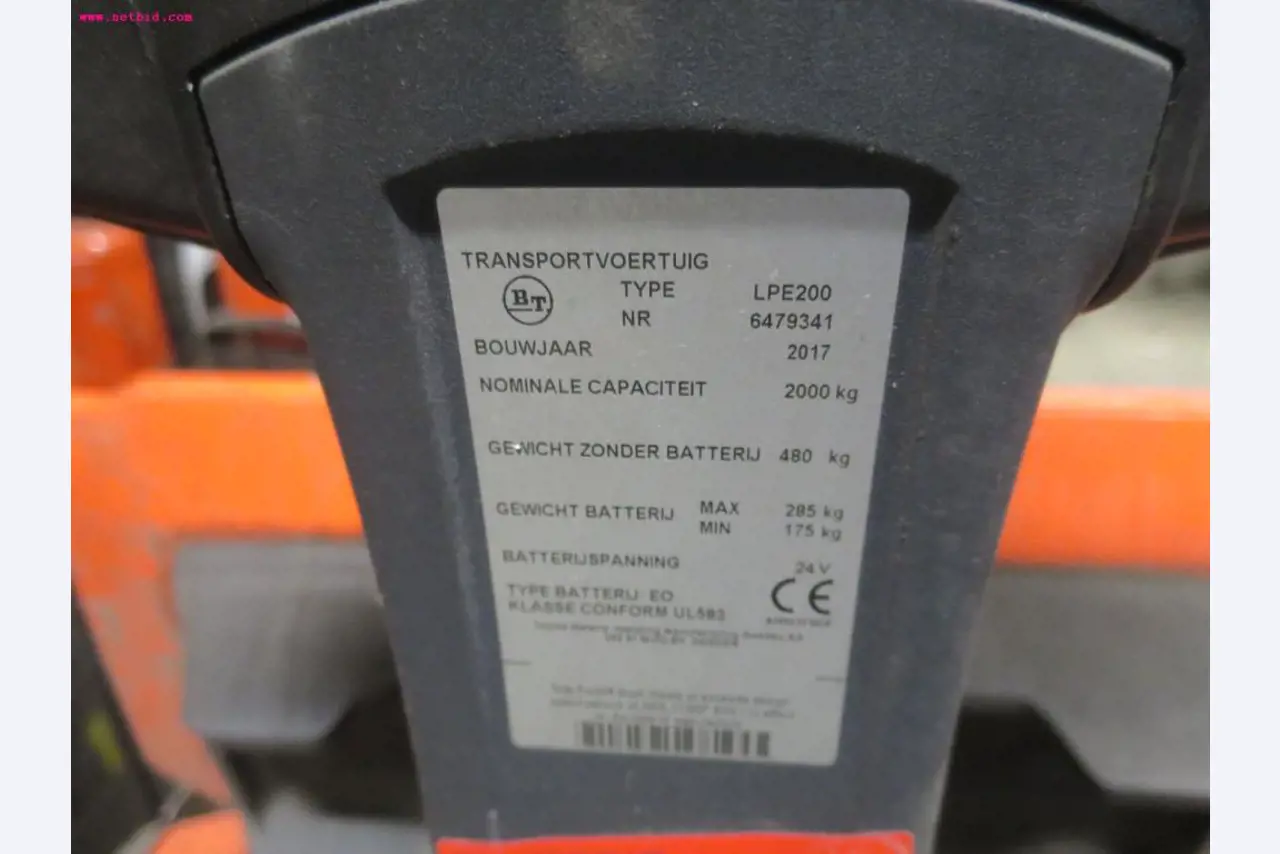 www.netbid.com
TRANSPORTVOERTUIG
BT
TYPE LPE200
NR 6479341
BOUWJAAR 2017
NOMINALE CAPACITEIT 2000 kg
GEWICHT ZONDER BATTERIJ 480 kg
GEWICHT BATTERIJ MAX 285 kg
MIN 175 kg
BATTERIJSPANNING 24 V
TYPE BATTERIJ EO
KLASSE CONFORM UL583
CE